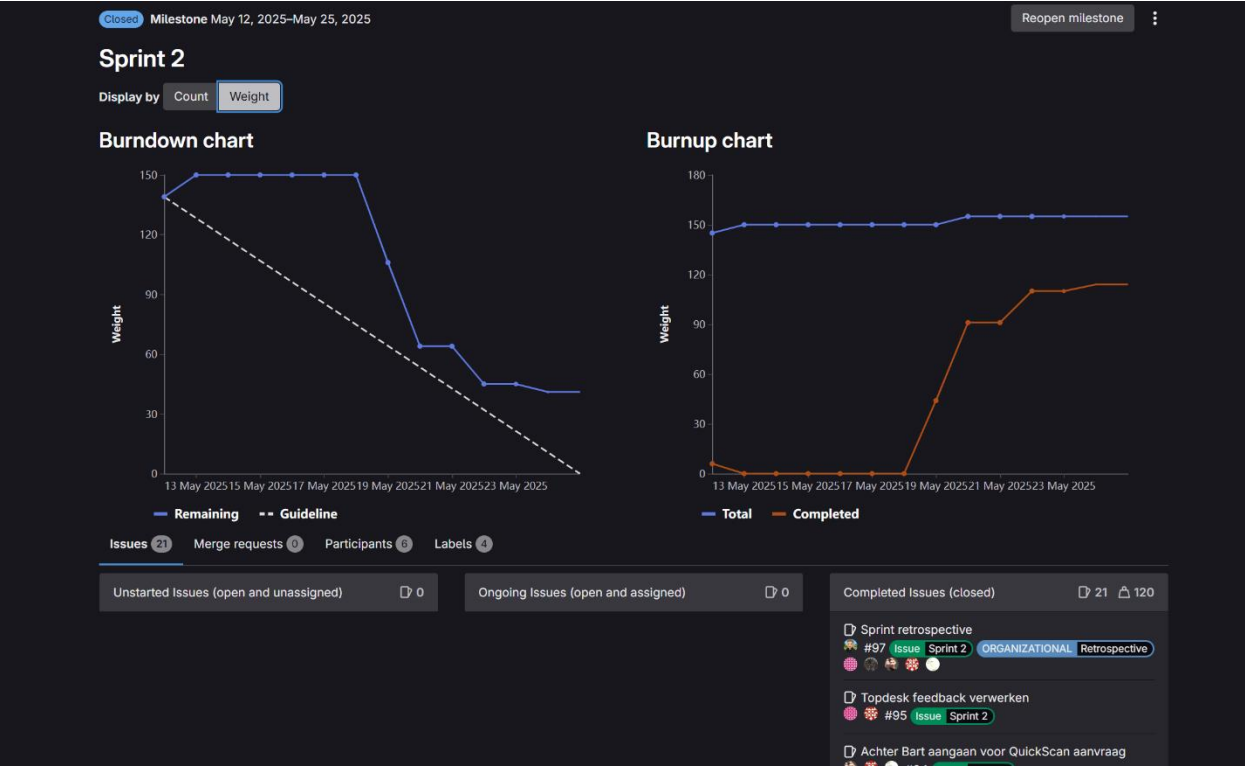 Closed Milestone May 12, 2025–May 25, 2025 Reopen milestone
Sprint 2
Display by Count Weight
Burndown chart
150
120
90
60
30
0
Weight
13 May 2025 15 May 2025 17 May 2025 19 May 2025 21 May 2025 23 May 2025
Remaining Guideline
Burnup chart
180
150
120
90
60
30
0
Weight
13 May 2025 15 May 2025 17 May 2025 19 May 2025 21 May 2025 23 May 2025
Total Completed
Issues 21 Merge requests 0 Participants 6 Labels 4
Unstarted Issues (open and unassigned) 0
Ongoing Issues (open and assigned) 0
Completed Issues (closed) 21 120
Sprint retrospective
#97 Issue Sprint 2 ORGANIZATIONAL Retrospective
Topdesk feedback verwerken
#95 Issue Sprint 2
Achter Bart aangaan voor QuickScan aanvraag